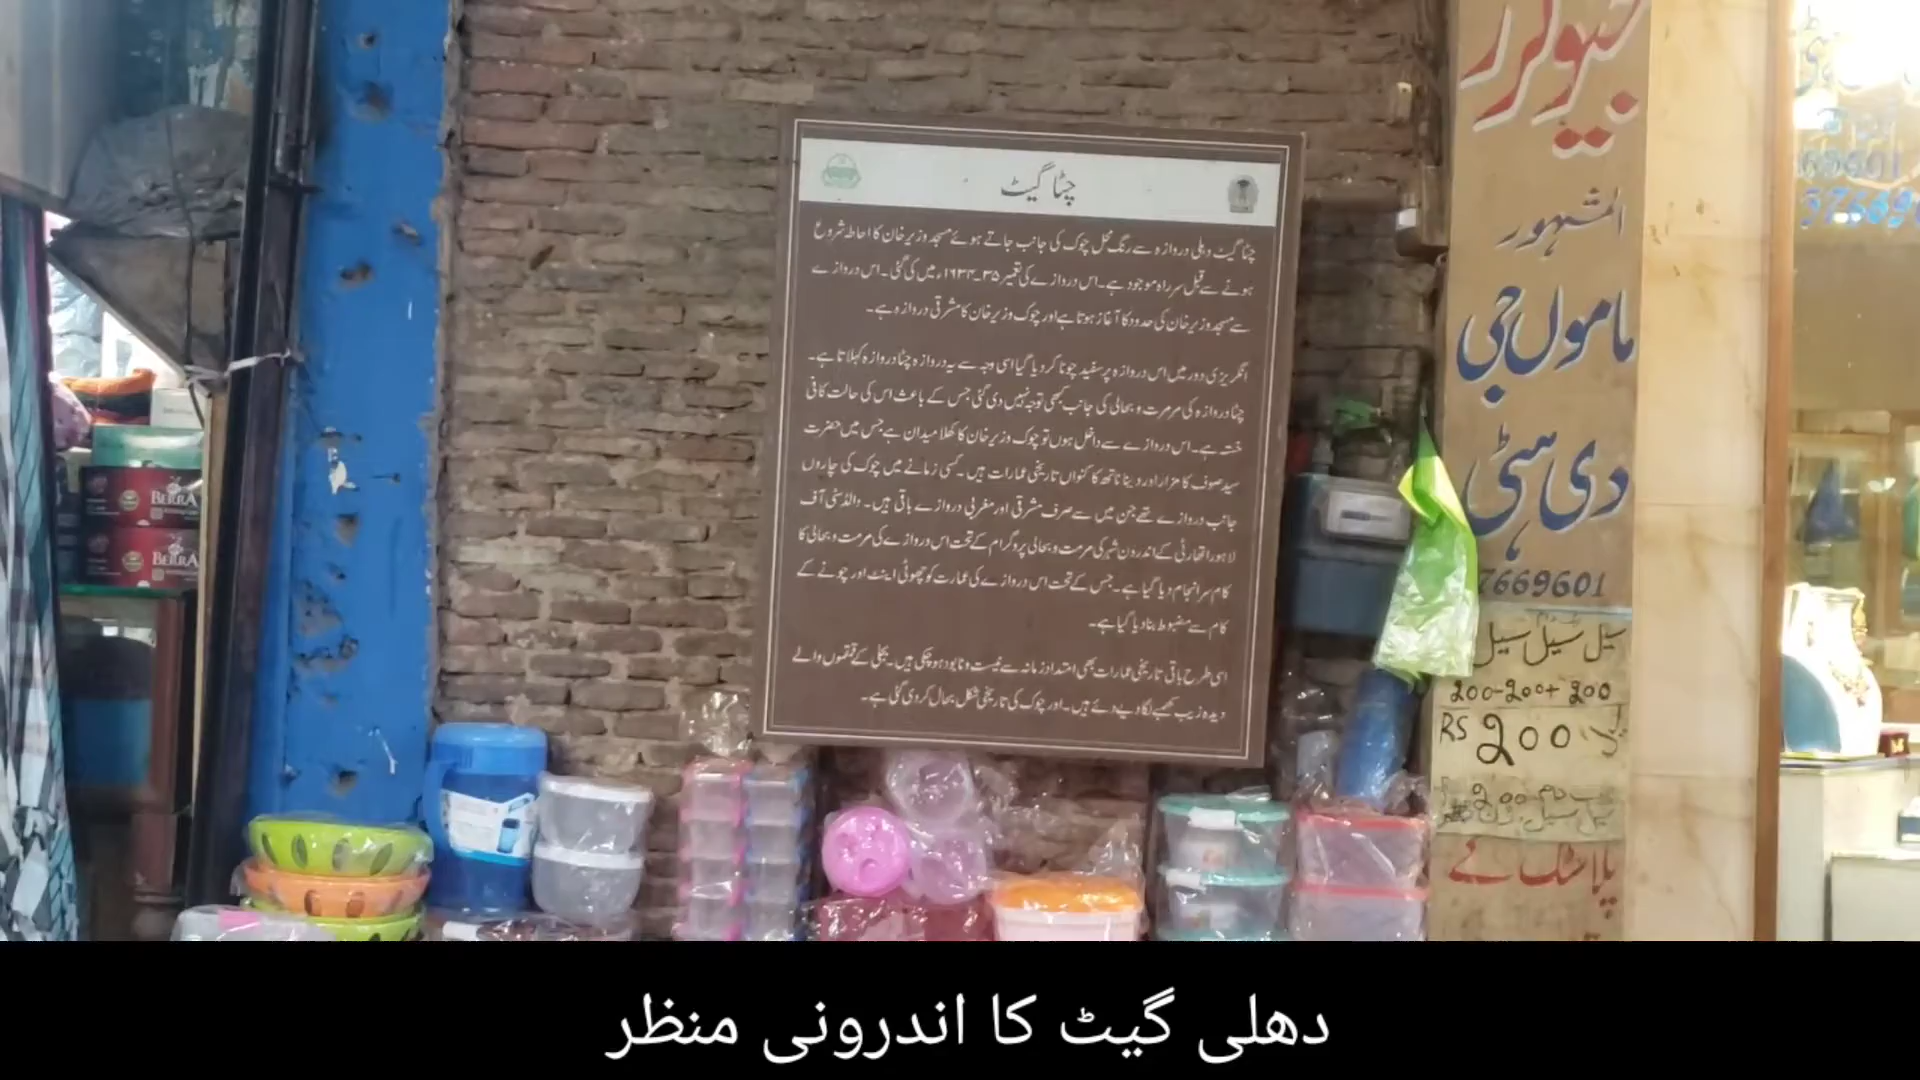 چٹا گیٹ
چٹا گیٹ دہلی دروازہ سے رنگ محل چوک کی جانب جاتے ہوئے مسجد وزیر خان کا احاطہ شروع
ہونے سے قبل سرِ راہ موجود ہے۔ اس دروازے کی تعمیر ۳۵۔۱۶۳۴ء میں کی گئی۔ اس دروازے
سے مسجد وزیر خان کی حدود کا آغاز ہوتا ہے اور چوک وزیر خان کا مشرقی دروازہ ہے۔
انگریزی دور میں اس دروازہ پر سفید چونا کر دیا گیا اسی وجہ سے یہ دروازہ چٹا دروازہ کہلاتا ہے۔
چٹا دروازہ کی مرمت و بحالی کی جانب کبھی توجہ نہیں دی گئی جس کے باعث اس کی حالت کافی
خستہ ہے۔ اس دروازے سے داخل ہوں تو چوک وزیر خان کا کھلا میدان ہے جس میں حضرت
سید صوف کا مزار اور دینا ناتھ کا کنواں تاریخی عمارات ہیں۔ کسی زمانے میں چوک کی چاروں
جانب دروازے تھے جن میں سے صرف مشرقی اور مغربی دروازے باقی ہیں۔ والڈ سٹی آف
لاہور اتھارٹی کے اندرون شہر کی مرمت و بحالی پروگرام کے تحت اس دروازے کی مرمت و بحالی کا
کام سرانجام دیا گیا ہے۔ جس کے تحت اس دروازے کی عمارت کو چھوٹی اینٹ اور چونے کے
کام سے مضبوط بنا دیا گیا ہے۔
اسی طرح باقی تاریخی عمارات بھی امتداد زمانہ سے نیست و نابود ہو چکی ہیں۔ بجلی کے قمقموں والے
دیدہ زیب کھمبے لگا دیے دئے ہیں۔ اور چوک کی تاریخی شکل بحال کر دی گئی ہے۔
جیولرز
المشہور
ماموں جی
دی ہٹی
7669601
سیل سیل سیل
200-200+200
RS 200
پلاسٹک کے
BERRA
BERRA
دھلی گیٹ کا اندرونی منظر